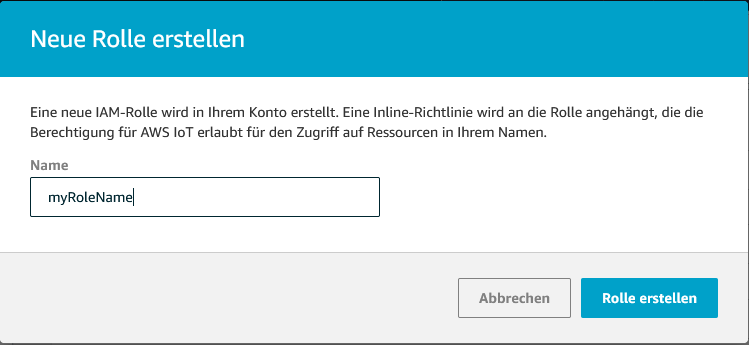 Neue Rolle erstellen
Eine neue IAM-Rolle wird in Ihrem Konto erstellt. Eine Inline-Richtlinie wird an die Rolle angehängt, die die
Berechtigung für AWS IoT erlaubt für den Zugriff auf Ressourcen in Ihrem Namen.
Name
myRoleName
Abbrechen
Rolle erstellen